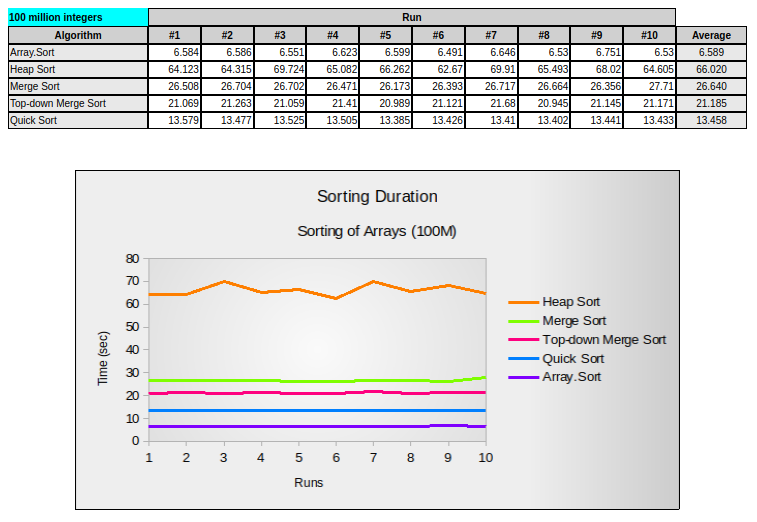 100 million integers Run
Algorithm #1 #2 #3 #4 #5 #6 #7 #8 #9 #10 Average
Array.Sort 6.584 6.586 6.551 6.623 6.599 6.491 6.646 6.53 6.751 6.53 6.589
Heap Sort 64.123 64.315 69.724 65.082 66.262 62.67 69.91 65.493 68.02 64.605 66.020
Merge Sort 26.508 26.704 26.702 26.471 26.173 26.393 26.717 26.664 26.356 27.71 26.640
Top-down Merge Sort 21.069 21.263 21.059 21.41 20.989 21.121 21.68 20.945 21.145 21.171 21.185
Quick Sort 13.579 13.477 13.525 13.505 13.385 13.426 13.41 13.402 13.441 13.433 13.458
Sorting Duration
Sorting of Arrays (100M)
Time (sec)
80
70
60
50
40
30
20
10
0
1 2 3 4 5 6 7 8 9 10
Runs
Heap Sort
Merge Sort
Top-down Merge Sort
Quick Sort
Array.Sort